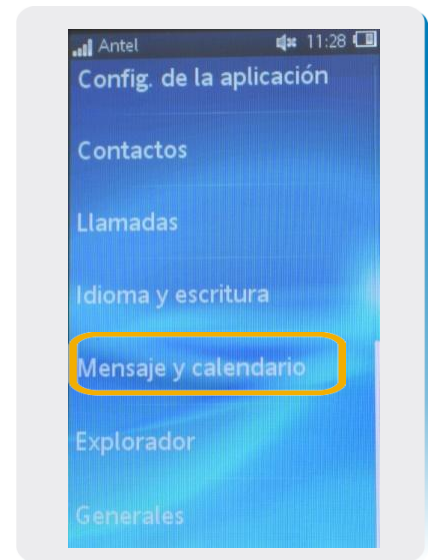 Antel 11:28
Config. de la aplicación
Contactos
Llamadas
Idioma y escritura
Mensaje y calendario
Explorador
Generales